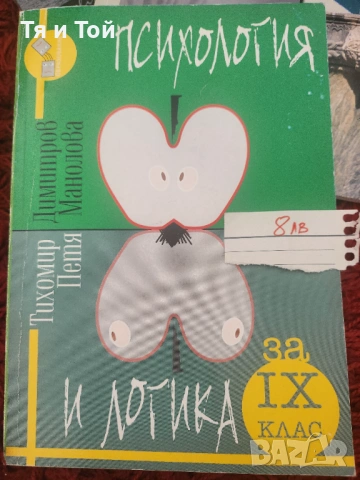 Тя и Той
ПСИХОЛОГИЯ
Тихомир Димитров
Петя Манолова
8 лв
И ЛОГИКА
за
IX
КЛАС
BAZAR